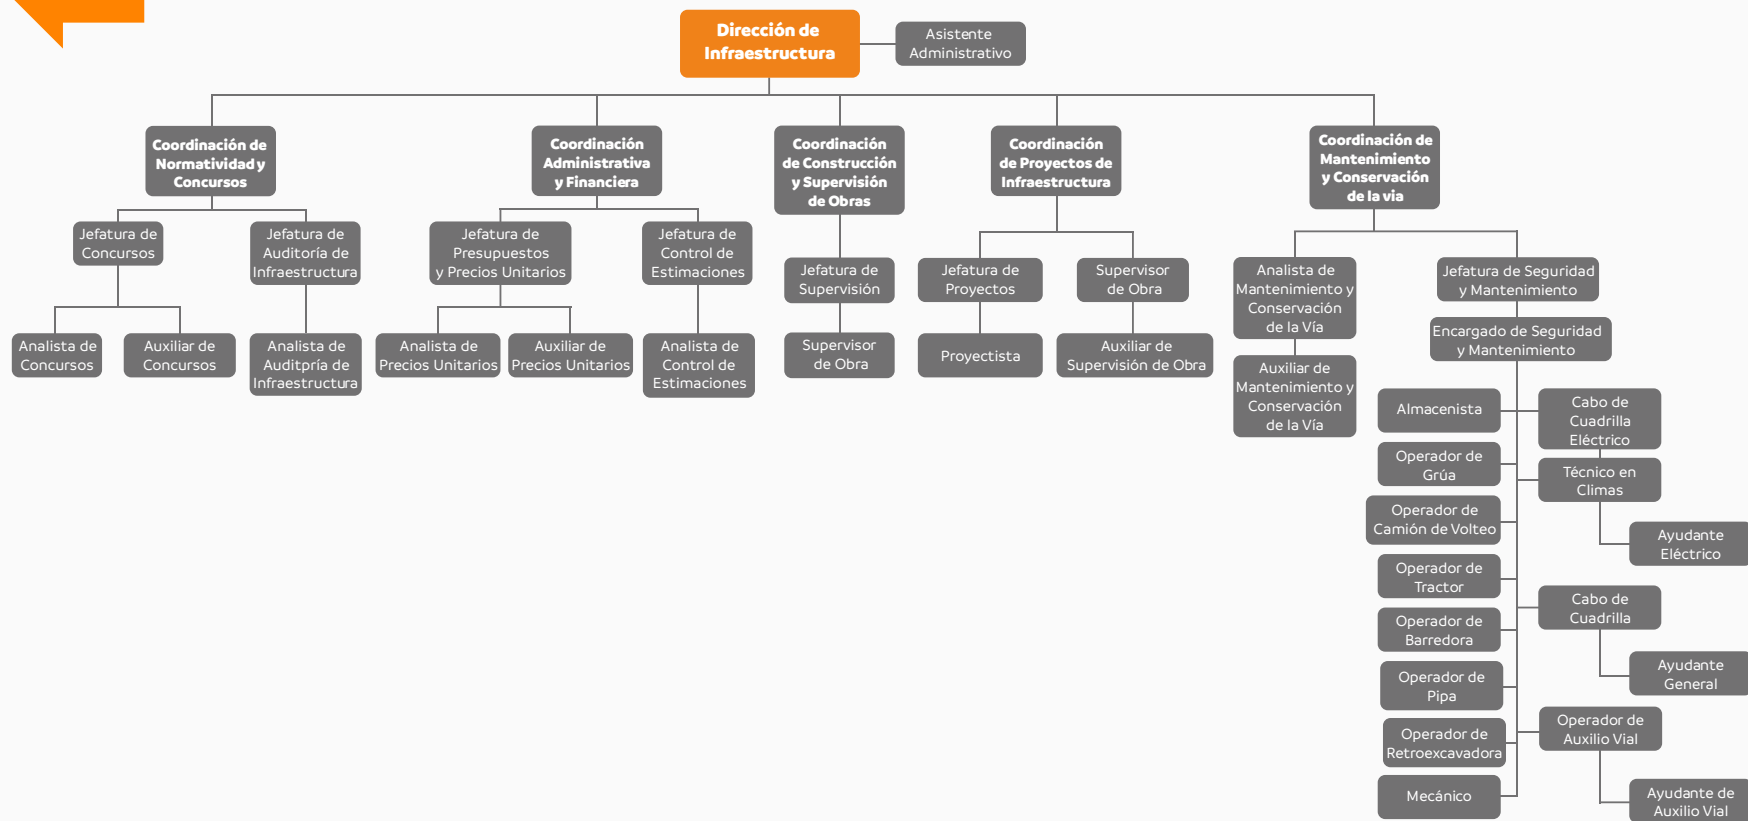 Dirección de
Infraestructura
Asistente
Administrativo
Coordinación de
Normatividad y
Concursos
Coordinación
Administrativa
y Financiera
Coordinación
de Construcción
y Supervisión
de Obras
Coordinación
de Proyectos de
Infraestructura
Coordinación de
Mantenimiento
y Conservación
de la via
Jefatura de
Concursos
Jefatura de
Auditoría de
Infraestructura
Jefatura de
Presupuestos
y Precios Unitarios
Jefatura de
Control de
Estimaciones
Jefatura de
Supervisión
Jefatura de
Proyectos
Supervisor
de Obra
Analista de
Mantenimiento y
Conservación
de la Vía
Jefatura de Seguridad
y Mantenimiento
Analista de
Concursos
Auxiliar de
Concursos
Analista de
Auditpría de
Infraestructura
Analista de
Precios Unitarios
Auxiliar de
Precios Unitarios
Analista de
Control de
Estimaciones
Supervisor
de Obra
Proyectista
Auxiliar de
Supervisión de Obra
Auxiliar de
Mantenimiento y
Conservación
de la Vía
Encargado de Seguridad
y Mantenimiento
Almacenista
Cabo de
Cuadrilla
Eléctrico
Operador de
Grúa
Técnico en
Climas
Operador de
Camión de Volteo
Ayudante
Eléctrico
Operador de
Tractor
Cabo de
Cuadrilla
Operador de
Barredora
Ayudante
General
Operador de
Pipa
Operador de
Auxilio Vial
Operador de
Retroexcavadora
Mecánico
Ayudante de
Auxilio Vial